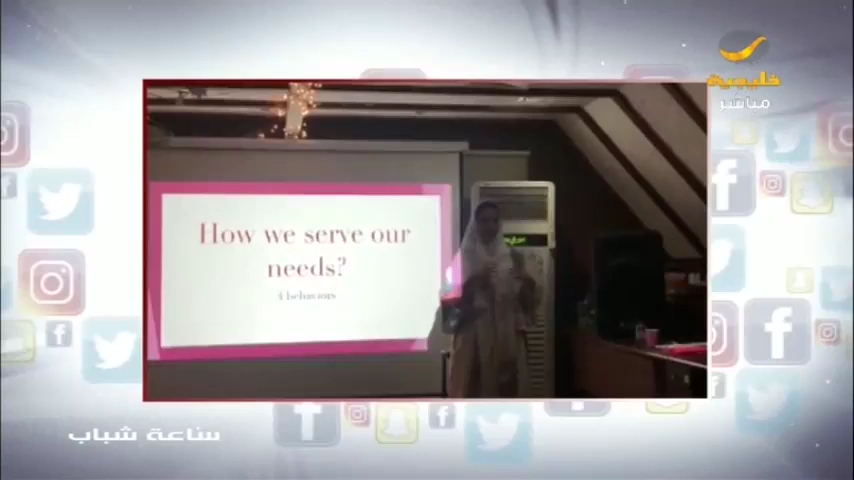 خليجية
مباشر
How we serve our
needs?
4 behaviors
ساعة شباب